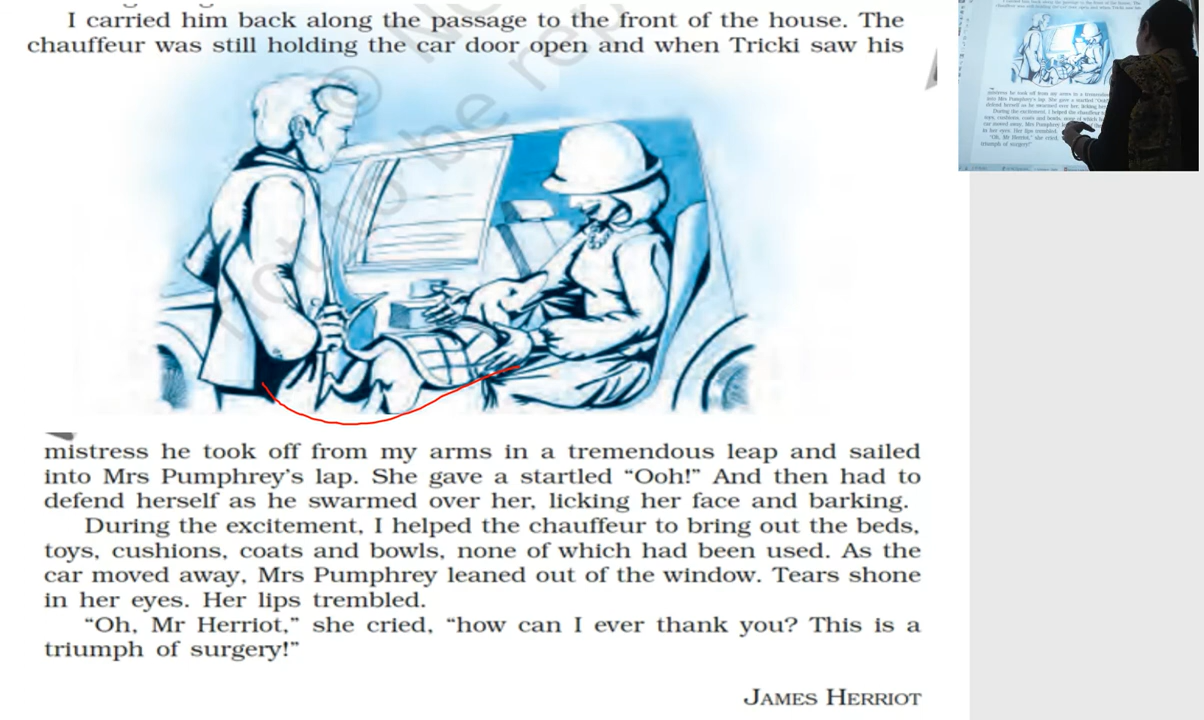 I carried him back along the passage to the front of the house. The
chauffeur was still holding the car door open and when Tricki saw his
not to be rep
© N
mistress he took off from my arms in a tremendous leap and sailed
into Mrs Pumphrey's lap. She gave a startled “Ooh!” And then had to
defend herself as he swarmed over her, licking her face and barking.
During the excitement, I helped the chauffeur to bring out the beds,
toys, cushions, coats and bowls, none of which had been used. As the
car moved away, Mrs Pumphrey leaned out of the window. Tears shone
in her eyes. Her lips trembled.
“Oh, Mr Herriot,” she cried, “how can I ever thank you? This is a
triumph of surgery!”
JAMES HERRIOT